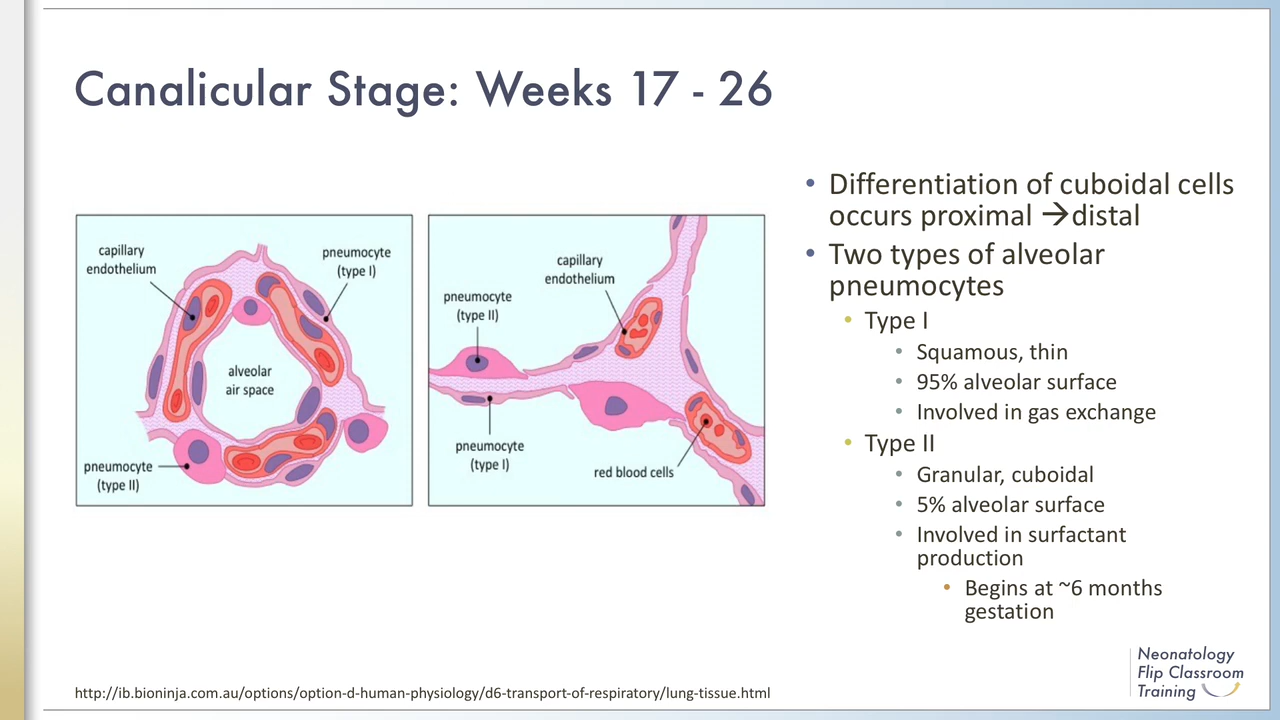 Canalicular Stage: Weeks 17 - 26
capillary
endothelium
pneumocyte
(type I)
alveolar
air space
pneumocyte
(type II)
capillary
endothelium
pneumocyte
(type II)
pneumocyte
(type I)
red blood cells
• Differentiation of cuboidal cells
occurs proximal →distal
• Two types of alveolar
pneumocytes
• Type I
• Squamous, thin
• 95% alveolar surface
• Involved in gas exchange
• Type II
• Granular, cuboidal
• 5% alveolar surface
• Involved in surfactant
production
• Begins at ~6 months
gestation
http://ib.bioninja.com.au/options/option-d-human-physiology/d6-transport-of-respiratory/lung-tissue.html
Neonatology
Flip Classroom
Training